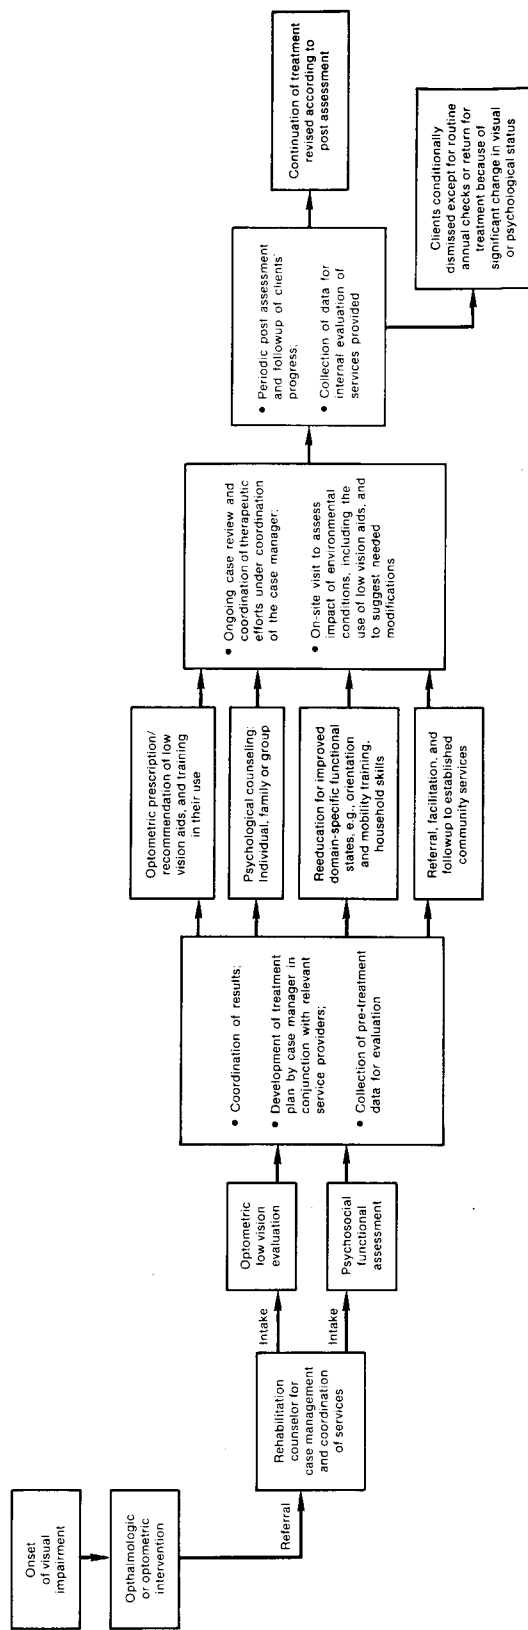 Onset
of visual
impairment
Opthalmologic
or optometric
intervention
Referral
Rehabilitation
counselor for
case management
and coordination
of services
Intake
Intake
Optometric
low vision
evaluation
Psychosocial
functional
assessment
• Coordination of results;
• Development of treatment
plan by case manager in
conjunction with relevant
service providers;
• Collection of pre-treatment
data for evaluation
Optometric prescription/
recommendation of low
vision aids, and training
in their use
Psychological counseling:
Individual, family or group
Reeducation for improved
domain-specific functional
states, e.g., orientation
and mobility training,
household skills
Referral, facilitation, and
followup to established
community services
• Ongoing case review and
coordination of therapeutic
efforts under coordination
of the case manager;
• On-site visit to assess
impact of environmental
conditions, including the
use of low vision aids, and
to suggest needed
modifications
• Periodic post assessment
and followup of clients'
progress;
• Collection of data for
internal evaluation of
services provided
Continuation of treatment
revised according to
post assessment
Clients conditionally
dismissed except for routine
annual checks or return for
treatment because of
significant change in visual
or psychological status